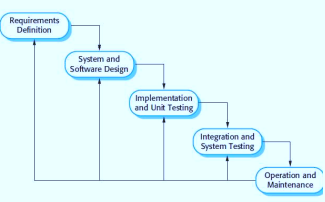 Requirements
Definition
System and
Software Design
Implementation
and Unit Testing
Integration and
System Testing
Operation and
Maintenance